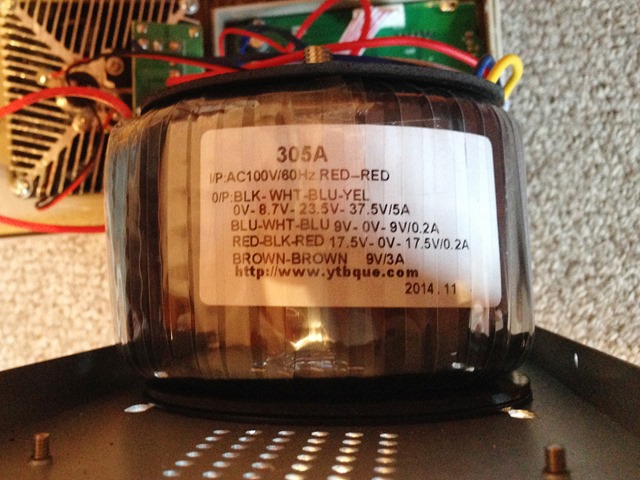 305A
I/P:AC100V/60Hz RED-RED
0/P:BLK-WHT-BLU-YEL
0V-8.7V-23.5V-37.5V/5A
BLU-WHT-BLU 9V-0V-9V/0.2A
RED-BLK-RED 17.5V-0V-17.5V/0.2A
BROWN-BROWN 9V/3A
http://www.ytbque.com
2014.11